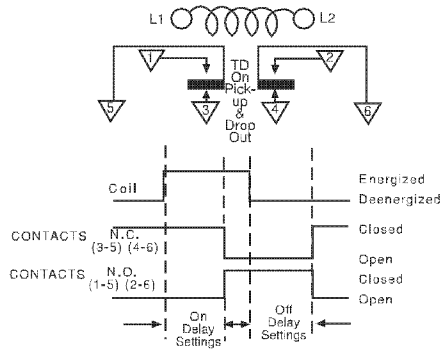 L1 L2
1 2
TD
On
Pick-
up
&
Drop
Out
5 3 4 6
Coil Energized
Deenergized
N.C. Closed
CONTACTS
(3-5) (4-6) Open
N.O. Closed
CONTACTS
(1-5) (2-6) Open
On
Delay
Settings
Off
Delay
Settings